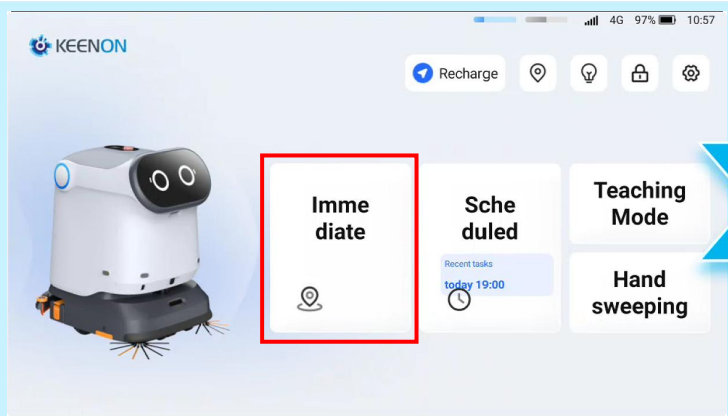 4G 97% 10:57
KEENON
Recharge
Imme
diate
Sche
duled
Recent tasks
today 19:00
Teaching
Mode
Hand
sweeping